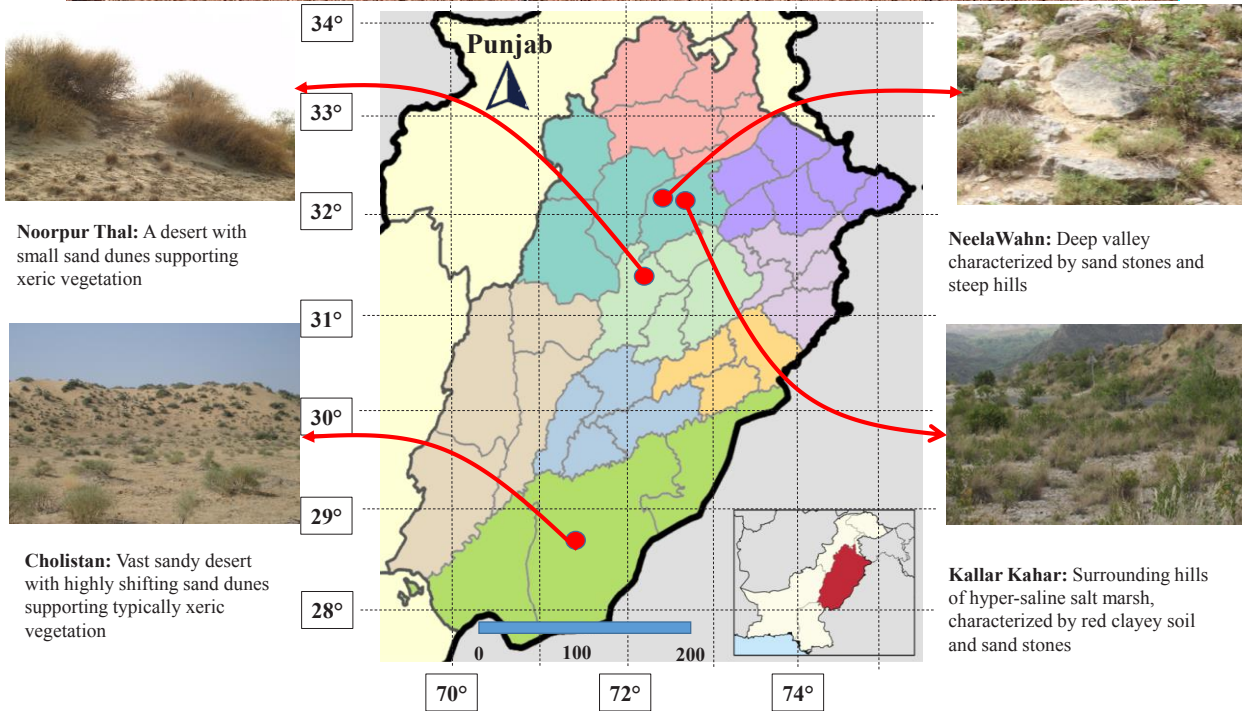 34°
33°
32°
31°
30°
29°
28°
Punjab
Noorpur Thal: A desert with
small sand dunes supporting
xeric vegetation
Cholistan: Vast sandy desert
with highly shifting sand dunes
supporting typically xeric
vegetation
NeelaWahn: Deep valley
characterized by sand stones and
steep hills
Kallar Kahar: Surrounding hills
of hyper-saline salt marsh,
characterized by red clayey soil
and sand stones
0 100 200
70° 72° 74°